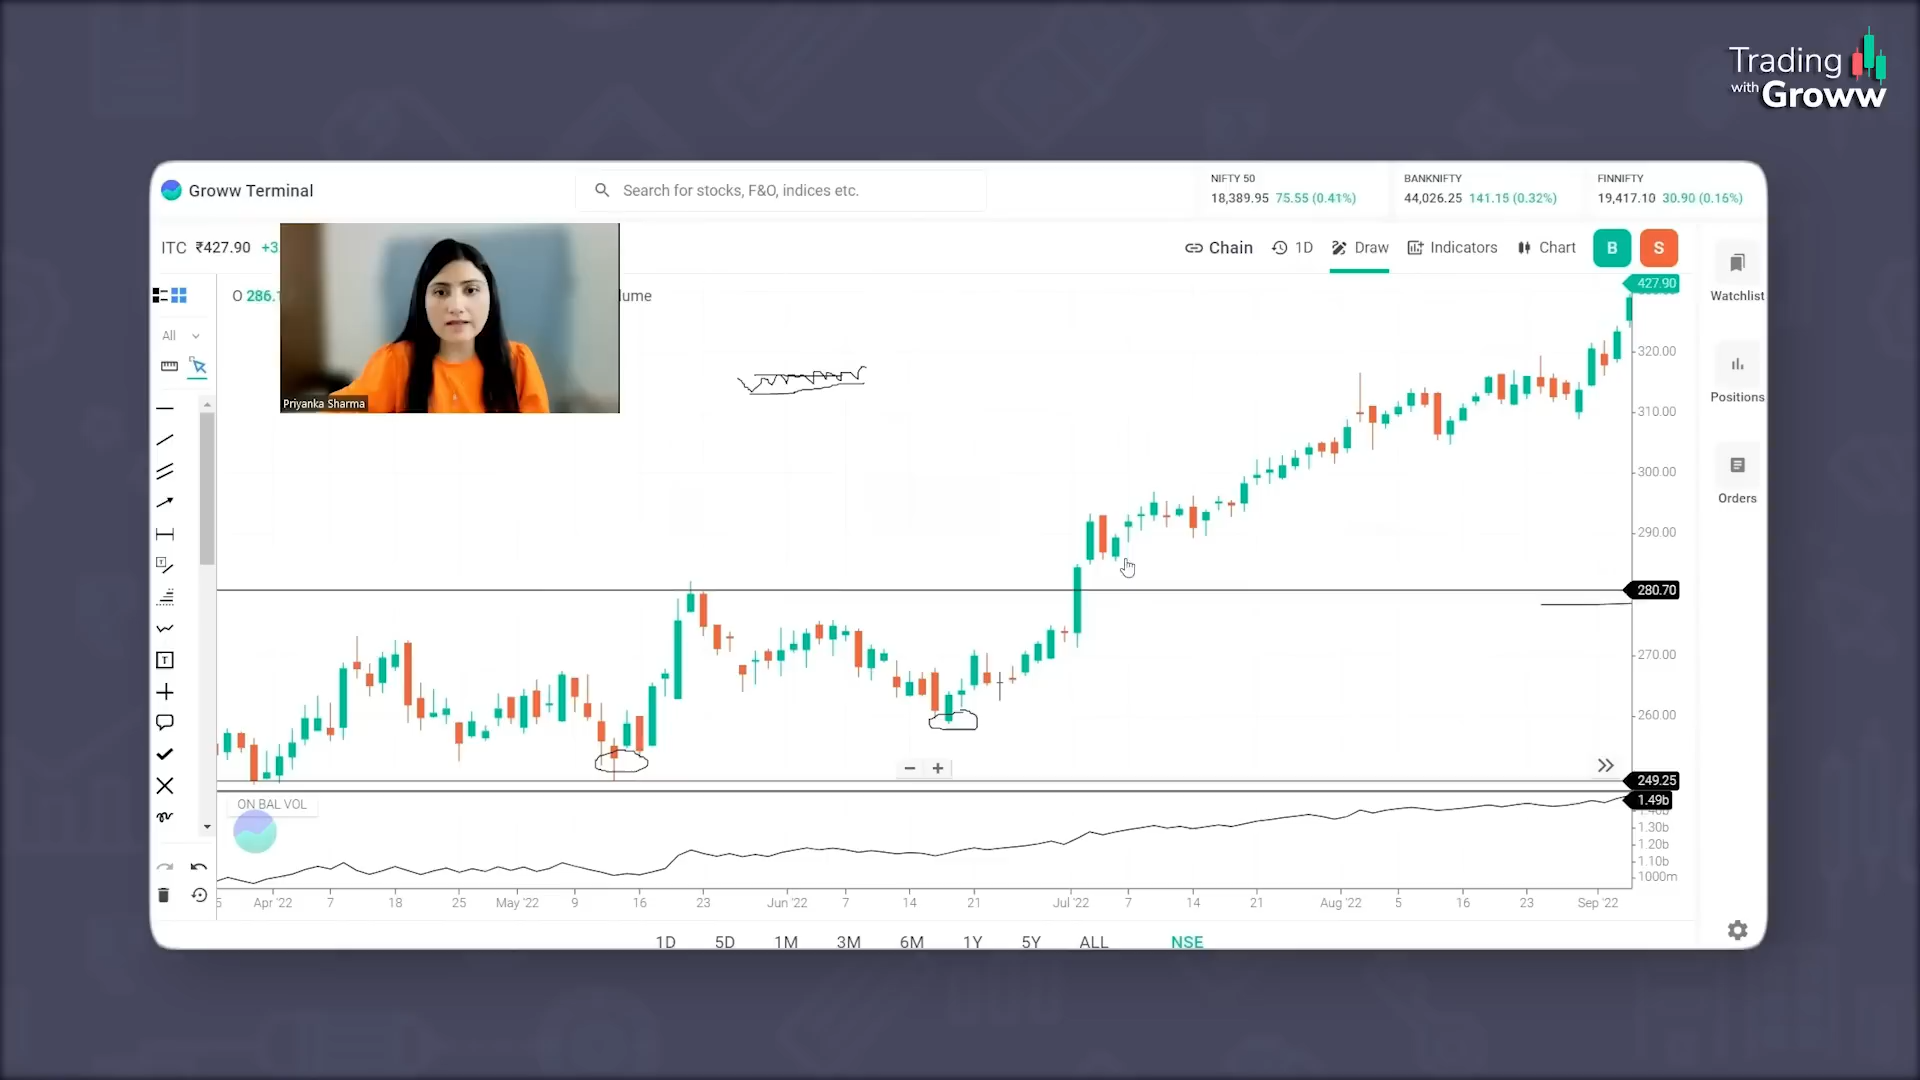 Trading
with Groww
Groww Terminal
Search for stocks, F&O, indices etc.
NIFTY 50
18,389.95 75.55 (0.41%)
BANKNIFTY
44,026.25 141.15 (0.32%)
FINNIFTY
19,417.10 30.90 (0.16%)
ITC ₹427.90 +3
Chain
1D
Draw
Indicators
Chart
B
S
Watchlist
Positions
Orders
O 286.
lume
All
Priyanka Sharma
T
427.90
320.00
310.00
300.00
290.00
280.70
270.00
260.00
249.25
ON BAL VOL
1.49b
1.30b
1.20b
1.10b
1000m
Apr '22 7 18 25 May '22 9 16 23 Jun '22 7 14 21 Jul '22 7 14 21 Aug '22 5 16 23 Sep '22
1D 5D 1M 3M 6M 1Y 5Y ALL NSE